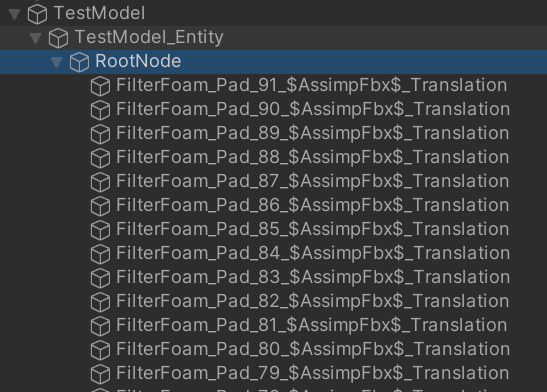 TestModel
TestModel_Entity
RootNode
FilterFoam_Pad_91_$AssimpFbx$_Translation
FilterFoam_Pad_90_$AssimpFbx$_Translation
FilterFoam_Pad_89_$AssimpFbx$_Translation
FilterFoam_Pad_88_$AssimpFbx$_Translation
FilterFoam_Pad_87_$AssimpFbx$_Translation
FilterFoam_Pad_86_$AssimpFbx$_Translation
FilterFoam_Pad_85_$AssimpFbx$_Translation
FilterFoam_Pad_84_$AssimpFbx$_Translation
FilterFoam_Pad_83_$AssimpFbx$_Translation
FilterFoam_Pad_82_$AssimpFbx$_Translation
FilterFoam_Pad_81_$AssimpFbx$_Translation
FilterFoam_Pad_80_$AssimpFbx$_Translation
FilterFoam_Pad_79_$AssimpFbx$_Translation